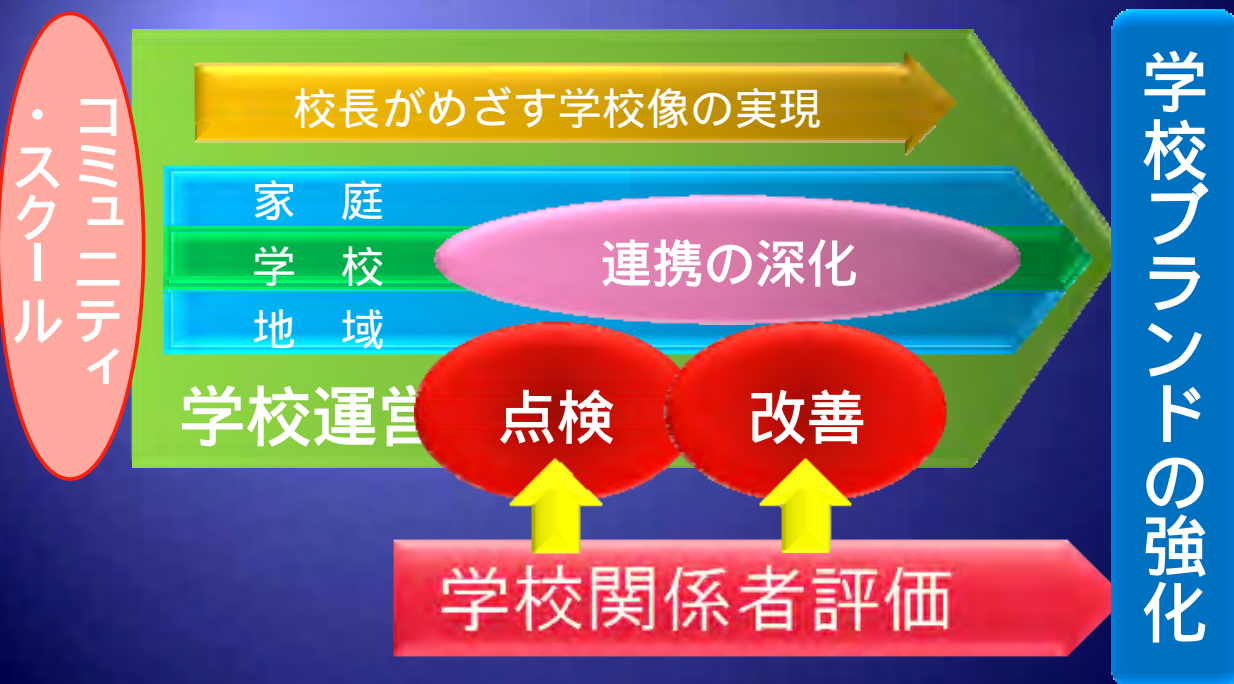 コミュニティ
・スクール
校長がめざす学校像の実現
家　庭
学　校
地　域
連携の深化
学校運営
点検
改善
学校関係者評価
学校ブランドの強化